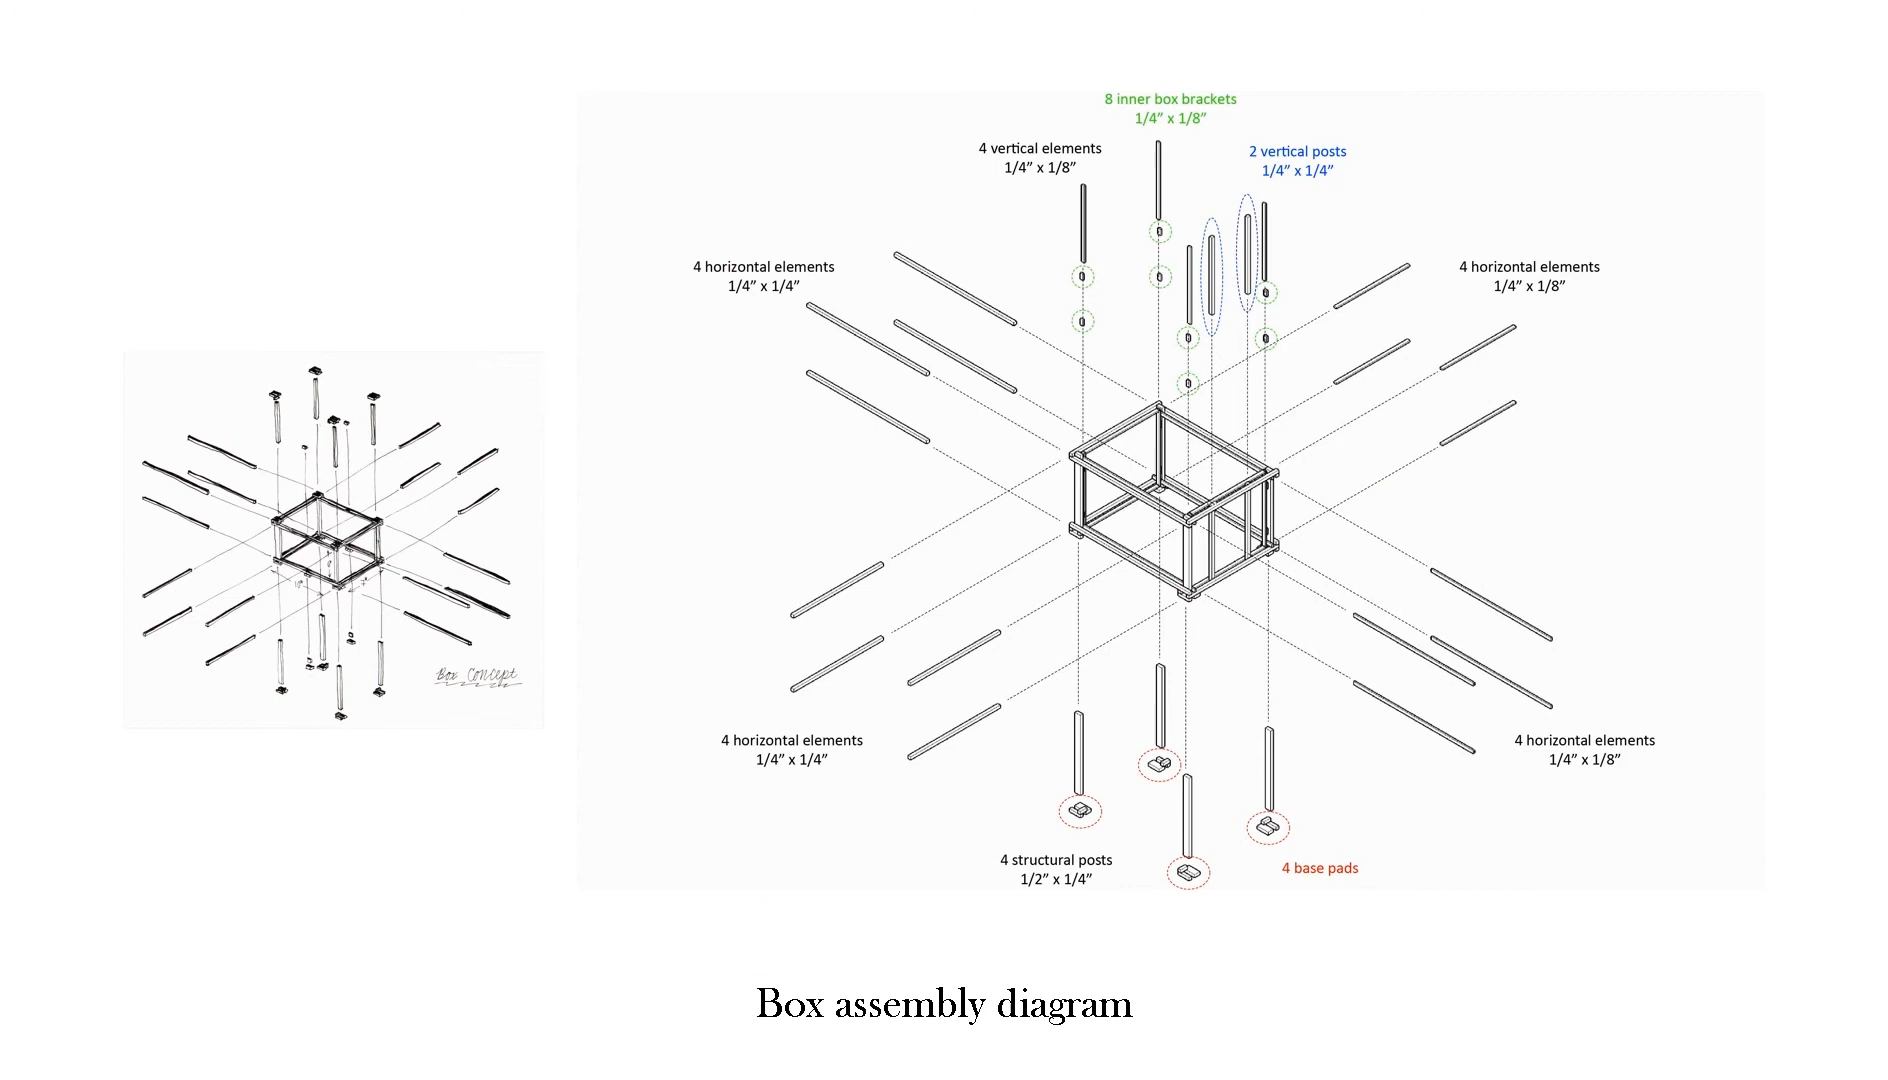 8 inner box brackets
1/4” x 1/8”
4 vertical elements
1/4” x 1/8”
2 vertical posts
1/4” x 1/4”
4 horizontal elements
1/4” x 1/4”
4 horizontal elements
1/4” x 1/8”
Box Concept
4 horizontal elements
1/4” x 1/4”
4 horizontal elements
1/4” x 1/8”
4 structural posts
1/2” x 1/4”
4 base pads
Box assembly diagram